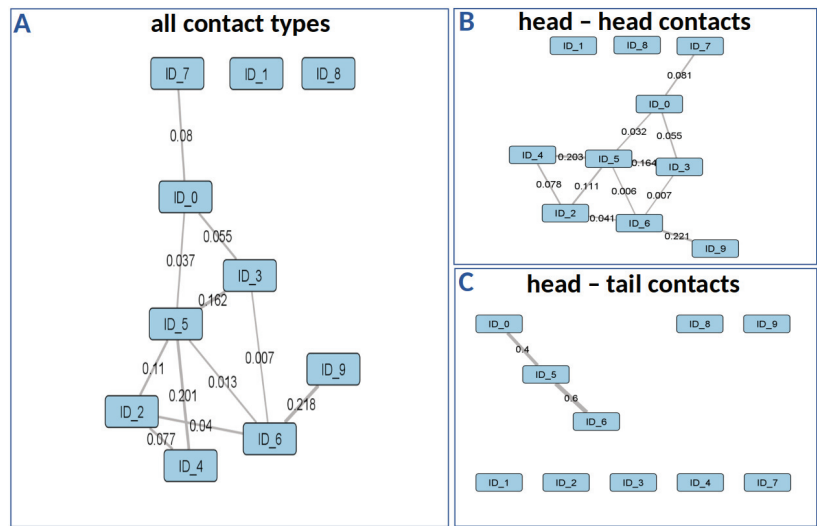 A
all contact types
ID_7
ID_1
ID_8
0.08
ID_0
0.055
0.037
ID_3
0.162
ID_5
0.007
0.11
0.013
ID_9
0.201
0.218
ID_2
0.04
0.077
ID_6
ID_4
B
head – head contacts
ID_1
ID_8
ID_7
0.081
ID_0
0.032
0.055
ID_4
0.203
ID_5
0.164
ID_3
0.078
0.111
0.006
0.007
ID_2
0.041
ID_6
0.221
ID_9
C
head – tail contacts
ID_0
ID_8
ID_9
0.4
ID_5
0.6
ID_6
ID_1
ID_2
ID_3
ID_4
ID_7